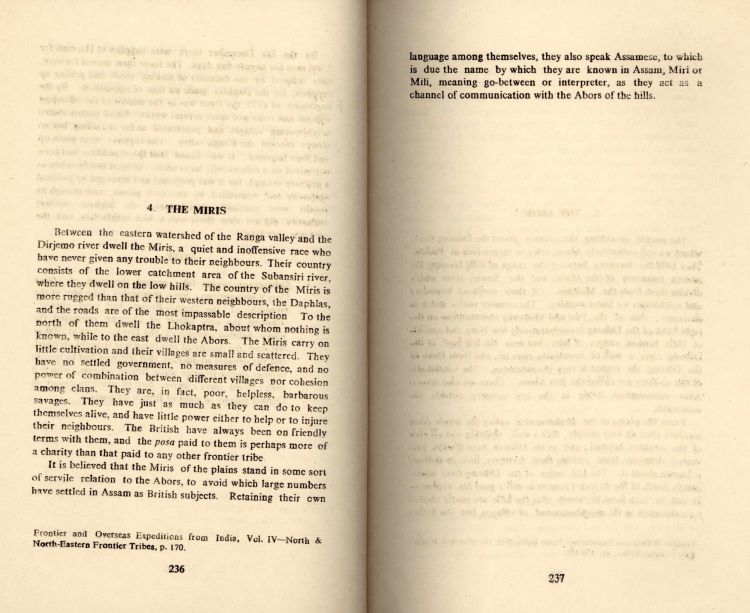 4. THE MIRIS
Between the eastern watershed of the Ranga valley and the
Dirjemo river dwell the Miris, a quiet and inoffensive race who
have never given any trouble to their neighbours. Their country
consists of the lower catchment area of the Subansiri river,
where they dwell on the low hills. The country of the Miris is
more rugged than that of their western neighbours, the Daphlas,
and the roads are of the most impassable description To the
north of them dwell the Lhokaptra, about whom nothing is
known, while to the east dwell the Abors. The Miris carry on
little cultivation and their villages are small and scattered. They
have no settled government, no measures of defence, and no
power of combination between different villages nor cohesion
among clans. They are, in fact, poor, helpless, barbarous
savages. They have just as much as they can do to keep
themselves alive, and have little power either to help or to injure
their neighbours. The British have always been on friendly
terms with them, and the posa paid to them is perhaps more of
a charity than that paid to any other frontier tribe
It is believed that the Miris of the plains stand in some sort
of servile relation to the Abors, to avoid which large numbers
have settled in Assam as British subjects. Retaining their own
Frontier and Overseas Expeditions from India, Vol. IV—North &
North-Eastern Frontier Tribes, p. 170.
236
language among themselves, they also speak Assamese, to which
is due the name by which they are known in Assam, Miri or
Mili, meaning go-between or interpreter, as they act as a
channel of communication with the Abors of the hills.
237